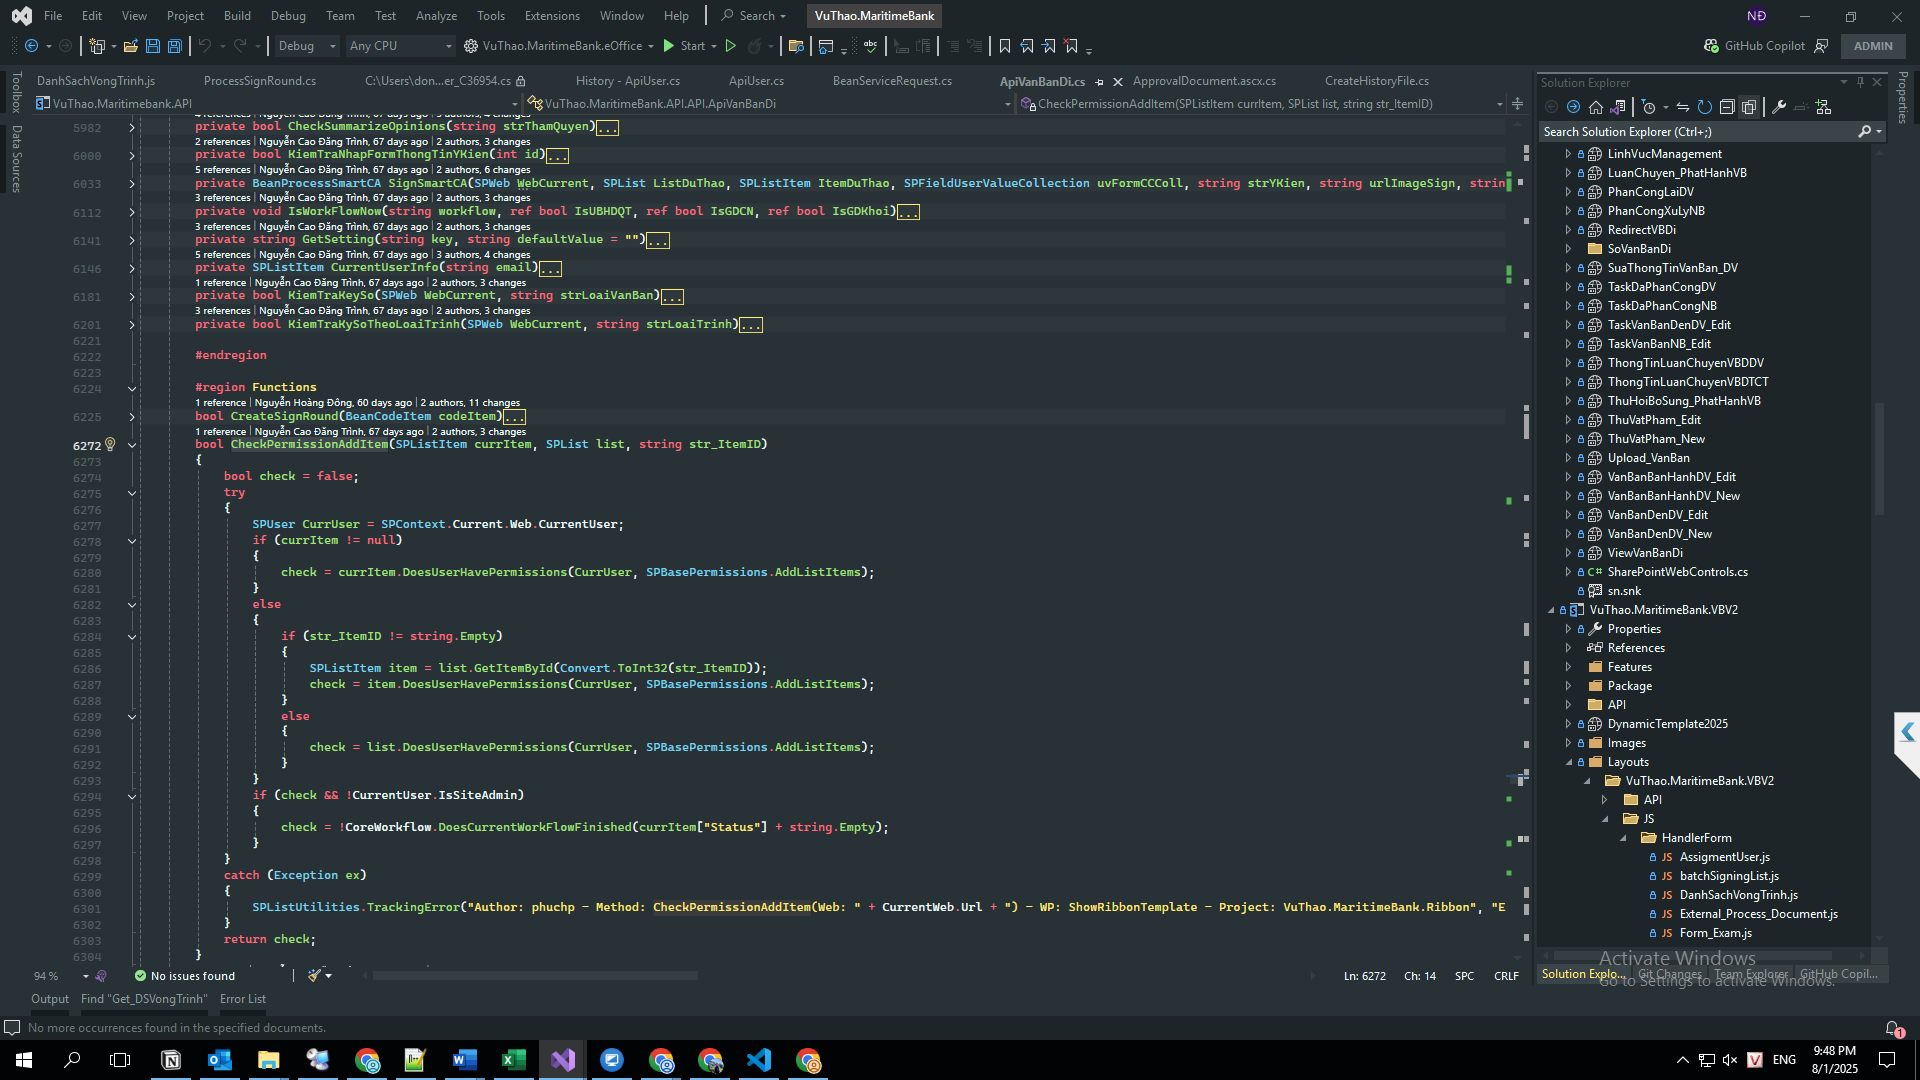 File Edit View Project Build Debug Team Test Analyze Tools Extensions Window Help Search VuThao.MaritimeBank NĐ
Debug Any CPU VuThao.MaritimeBank.eOffice Start GitHub Copilot ADMIN
DanhSachVongTrinh.js ProcessSignRound.cs C:\Users\don...er_C36954.cs History - ApiUser.cs ApiUser.cs BeanServiceRequest.cs ApiVanBanDi.cs ApprovalDocument.ascx.cs CreateHistoryFile.cs
VuThao.Maritimebank.API VuThao.MaritimeBank.API.API.ApiVanBanDi CheckPermissionAddItem(SPListItem currItem, SPList list, string str_ItemID)
Toolbox
Data Sources
5982 private bool CheckSummarizeOpinions(string strThamQuyen)...
2 references | Nguyễn Cao Đăng Trình, 67 days ago | 2 authors, 3 changes
6000 private bool KiemTraNhapFormThongTinYKien(int id)...
5 references | Nguyễn Cao Đăng Trình, 67 days ago | 2 authors, 6 changes
6033 private BeanProcessSmartCA SignSmartCA(SPWeb WebCurrent, SPList ListDuThao, SPListItem ItemDuThao, SPFieldUserValueCollection uvFormCCColl, string strYKien, string urlImageSign, strin
3 references | Nguyễn Cao Đăng Trình, 67 days ago | 2 authors, 3 changes
6112 private void IsWorkFlowNow(string workflow, ref bool IsUBHDQT, ref bool IsGDCN, ref bool IsGDKhoi)...
3 references | Nguyễn Cao Đăng Trình, 67 days ago | 2 authors, 3 changes
6141 private string GetSetting(string key, string defaultValue = "")...
5 references | Nguyễn Cao Đăng Trình, 67 days ago | 3 authors, 4 changes
6146 private SPListItem CurrentUserInfo(string email)...
1 reference | Nguyễn Cao Đăng Trình, 67 days ago | 2 authors, 3 changes
6181 private bool KiemTraKeySo(SPWeb WebCurrent, string strLoaiVanBan)...
3 references | Nguyễn Cao Đăng Trình, 67 days ago | 2 authors, 3 changes
6201 private bool KiemTraKySoTheoLoaiTrinh(SPWeb WebCurrent, string strLoaiTrinh)...
6221
6222 #endregion
6223
6224 #region Functions
1 reference | Nguyễn Hoàng Đông, 60 days ago | 2 authors, 11 changes
6225 bool CreateSignRound(BeanCodeItem codeItem)...
1 reference | Nguyễn Cao Đăng Trình, 67 days ago | 2 authors, 3 changes
6272 bool CheckPermissionAddItem(SPListItem currItem, SPList list, string str_ItemID)
6273 {
6274 bool check = false;
6275 try
6276 {
6277 SPUser CurrUser = SPContext.Current.Web.CurrentUser;
6278 if (currItem != null)
6279 {
6280 check = currItem.DoesUserHavePermissions(CurrUser, SPBasePermissions.AddListItems);
6281 }
6282 else
6283 {
6284 if (str_ItemID != string.Empty)
6285 {
6286 SPListItem item = list.GetItemById(Convert.ToInt32(str_ItemID));
6287 check = item.DoesUserHavePermissions(CurrUser, SPBasePermissions.AddListItems);
6288 }
6289 else
6290 {
6291 check = list.DoesUserHavePermissions(CurrUser, SPBasePermissions.AddListItems);
6292 }
6293 }
6294 if (check && !CurrentUser.IsSiteAdmin)
6295 {
6296 check = !CoreWorkflow.DoesCurrentWorkFlowFinished(currItem["Status"] + string.Empty);
6297 }
6298 }
6299 catch (Exception ex)
6300 {
6301 SPListUtilities.TrackingError("Author: phuchp - Method: CheckPermissionAddItem(Web: " + CurrentWeb.Url + ") - WP: ShowRibbonTemplate - Project: VuThao.MaritimeBank.Ribbon", "E
6302 }
6303 return check;
6304 }
94 % No issues found Ln: 6272 Ch: 14 SPC CRLF
Output Find "Get_DSVongTrinh" Error List
No more occurrences found in the specified documents.
Solution Explorer
Search Solution Explorer (Ctrl+;)
LinhVucManagement
LuanChuyen_PhatHanhVB
PhanCongLaiDV
PhanCongXuLyNB
RedirectVBDi
SoVanBanDi
SuaThongTinVanBan_DV
TaskDaPhanCongDV
TaskDaPhanCongNB
TaskVanBanDenDV_Edit
TaskVanBanNB_Edit
ThongTinLuanChuyenVBDDV
ThongTinLuanChuyenVBDTCT
ThuHoiBoSung_PhatHanhVB
ThuVatPham_Edit
ThuVatPham_New
Upload_VanBan
VanBanBanHanhDV_Edit
VanBanBanHanhDV_New
VanBanDenDV_Edit
VanBanDenDV_New
ViewVanBanDi
C# SharePointWebControls.cs
sn.snk
VuThao.MaritimeBank.VBV2
Properties
References
Features
Package
API
DynamicTemplate2025
Images
Layouts
VuThao.MaritimeBank.VBV2
API
JS
HandlerForm
JS AssigmentUser.js
JS batchSigningList.js
JS DanhSachVongTrinh.js
JS External_Process_Document.js
JS Form_Exam.js
Solution Explo... Git Changes Team Explorer GitHub Copil...
Properties
Activate Windows
Go to Settings to activate Windows.
1
ENG
9:48 PM
8/1/2025